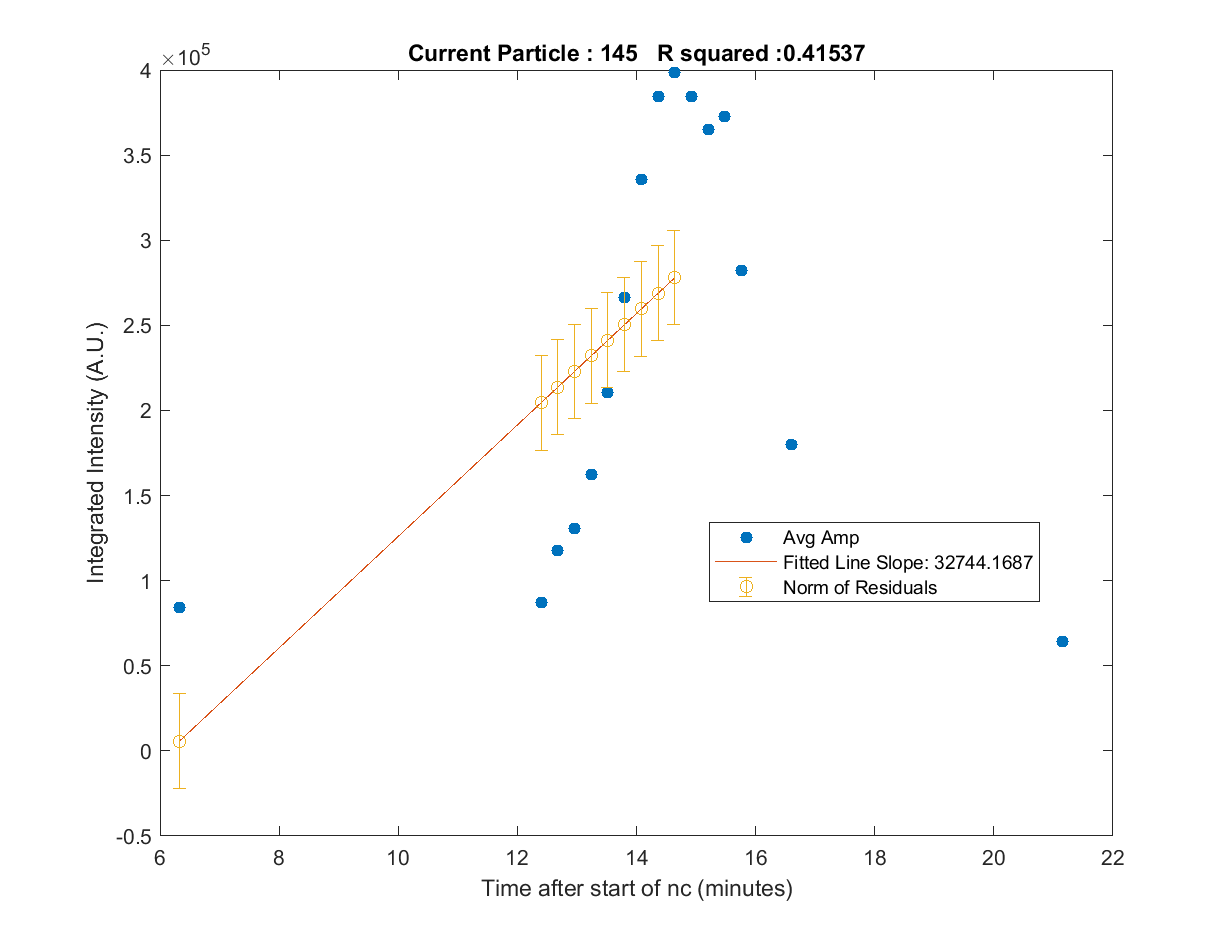 Current Particle : 145 R squared :0.41537
×10^5
4
3.5
3
2.5
2
1.5
1
0.5
0
-0.5
Integrated Intensity (A.U.)
Avg Amp
Fitted Line Slope: 32744.1687
Norm of Residuals
6 8 10 12 14 16 18 20 22
Time after start of nc (minutes)